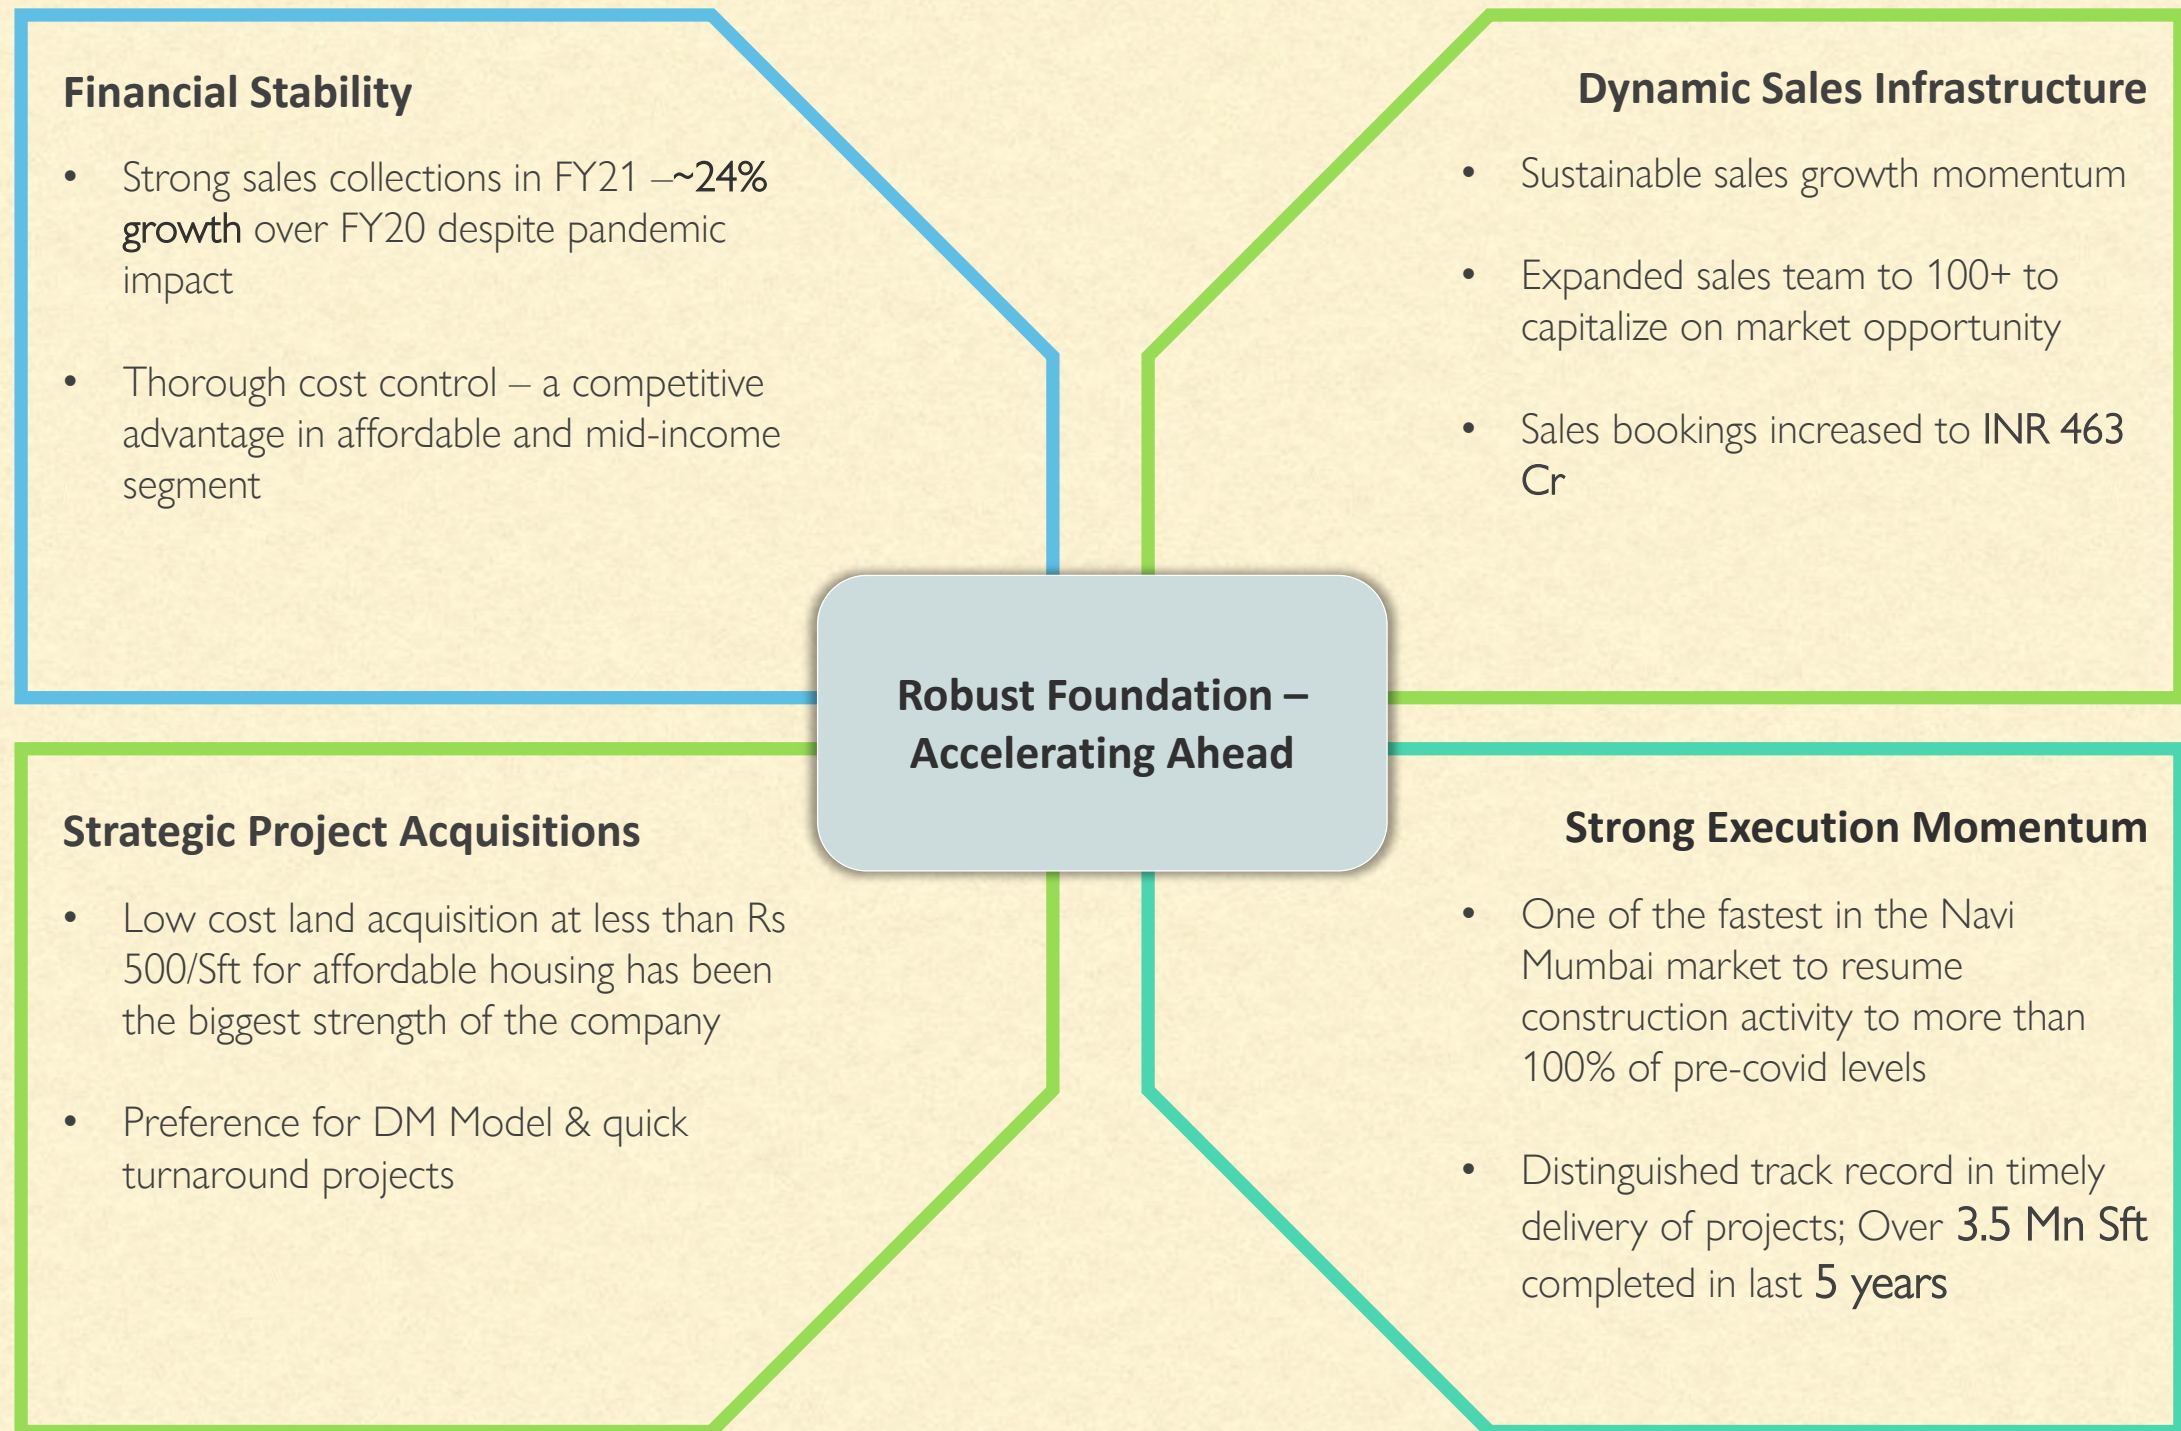 Financial Stability
• Strong sales collections in FY21 –~24%
growth over FY20 despite pandemic
impact
• Thorough cost control – a competitive
advantage in affordable and mid-income
segment
Dynamic Sales Infrastructure
• Sustainable sales growth momentum
• Expanded sales team to 100+ to
capitalize on market opportunity
• Sales bookings increased to INR 463
Cr
Robust Foundation –
Accelerating Ahead
Strategic Project Acquisitions
• Low cost land acquisition at less than Rs
500/Sft for affordable housing has been
the biggest strength of the company
• Preference for DM Model & quick
turnaround projects
Strong Execution Momentum
• One of the fastest in the Navi
Mumbai market to resume
construction activity to more than
100% of pre-covid levels
• Distinguished track record in timely
delivery of projects; Over 3.5 Mn Sft
completed in last 5 years